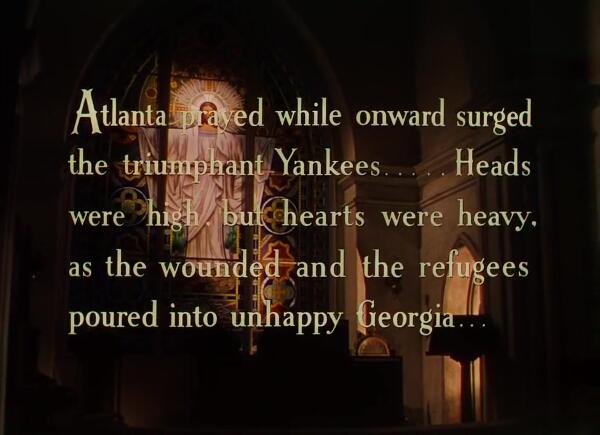 Atlanta prayed while onward surged
the triumphant Yankees..... Heads
were high, but hearts were heavy,
as the wounded and the refugees
poured into unhappy Georgia...